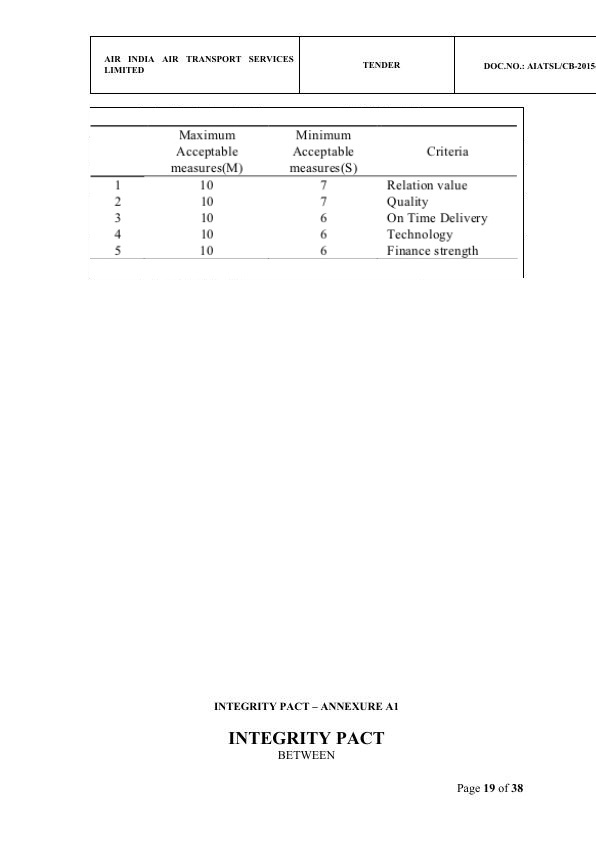 AIR INDIA AIR TRANSPORT SERVICES
LIMITED
TENDER
DOC.NO.: AIATSL/CB-2015-
Maximum Minimum
Acceptable Acceptable Criteria
measures(M) measures(S)
1 10 7 Relation value
2 10 7 Quality
3 10 6 On Time Delivery
4 10 6 Technology
5 10 6 Finance strength
INTEGRITY PACT – ANNEXURE A1
INTEGRITY PACT
BETWEEN
Page 19 of 38